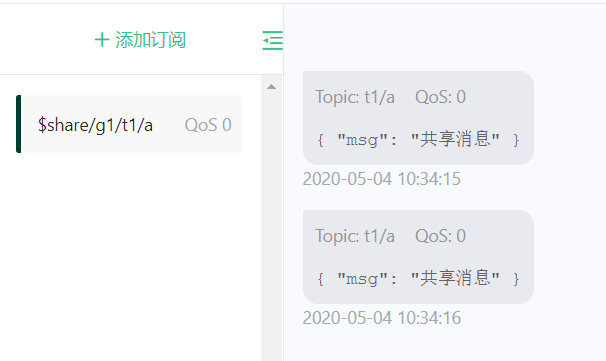 + 添加订阅
$share/g1/t1/a QoS 0
Topic: t1/a QoS: 0
{ "msg": "共享消息" }
2020-05-04 10:34:15
Topic: t1/a QoS: 0
{ "msg": "共享消息" }
2020-05-04 10:34:16